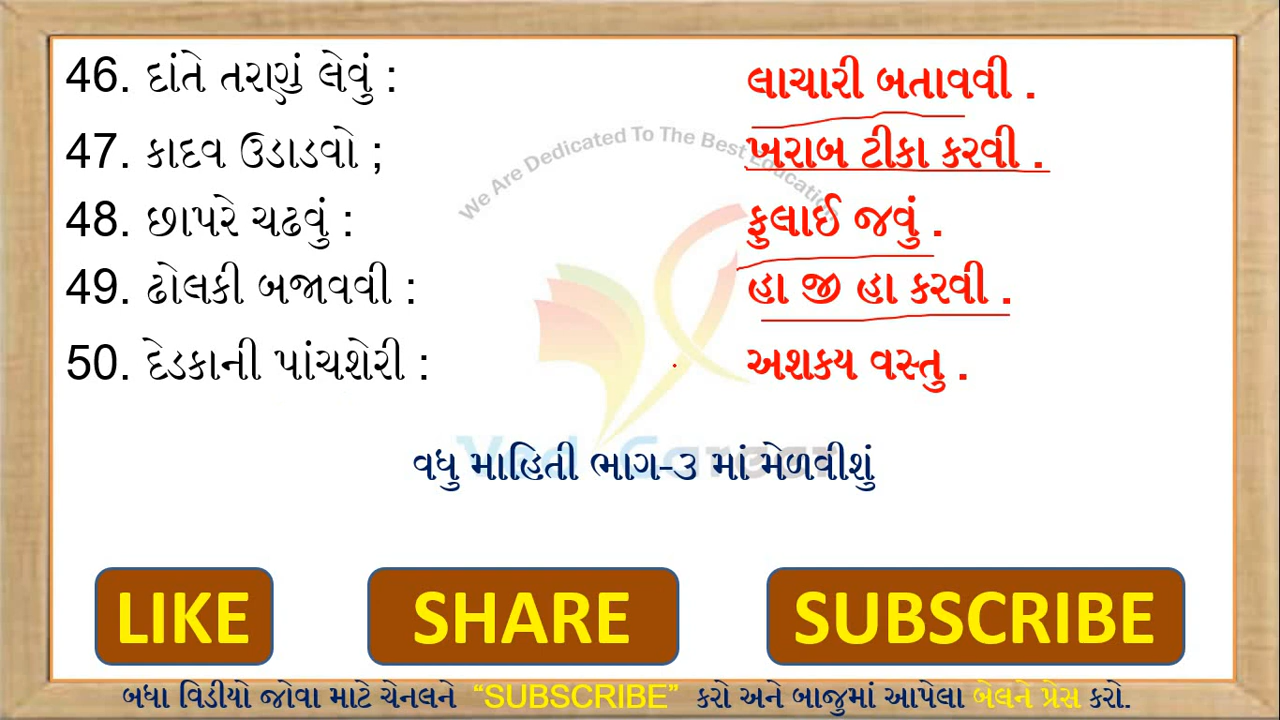 46. દાંતે તરણું લેવું : લાચારી બતાવવી .
We Are Dedicated To The Best Education
47. કાદવ ઉડાડવો ; ખરાબ ટીકા કરવી .
48. છાપરે ચઢવું : ફુલાઈ જવું .
49. ઢોલકી બજાવવી : હા જી હા કરવી .
50. દેડકાની પાંચશેરી : અશકય વસ્તુ .
વધુ માહિતી ભાગ-૩ માં મેળવીશું
LIKE SHARE SUBSCRIBE
બધા વિડીયો જોવા માટે ચેનલને “SUBSCRIBE” કરો અને બાજુમાં આપેલા બેલને પ્રેસ કરો.